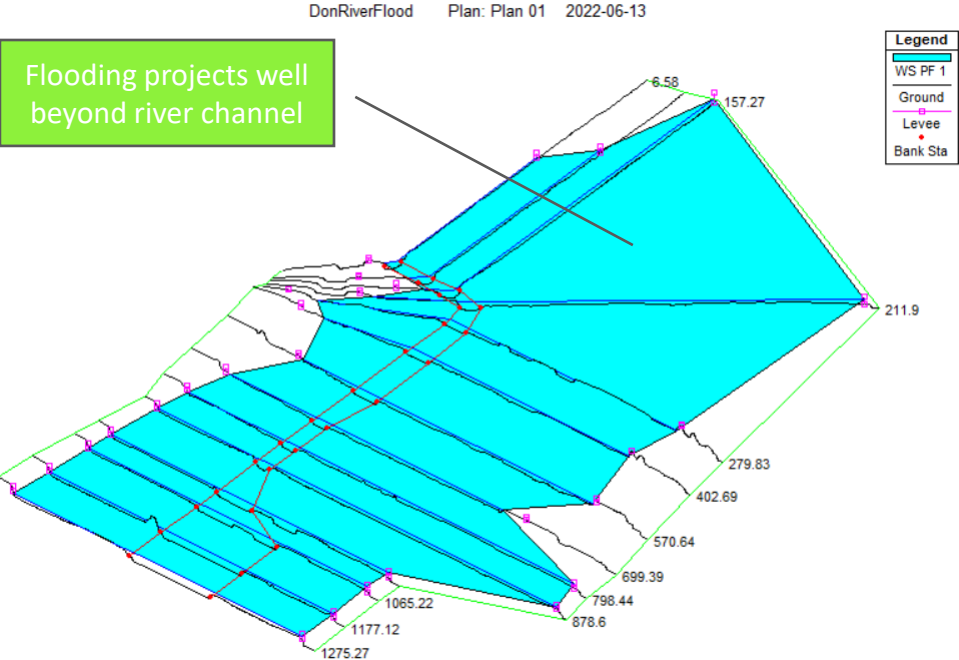 DonRiverFlood Plan: Plan 01 2022-06-13
Flooding projects well
beyond river channel
Legend
WS PF 1
Ground
Levee
Bank Sta
6.58
157.27
211.9
279.83
402.69
570.64
699.39
798.44
878.6
1065.22
1177.12
1275.27